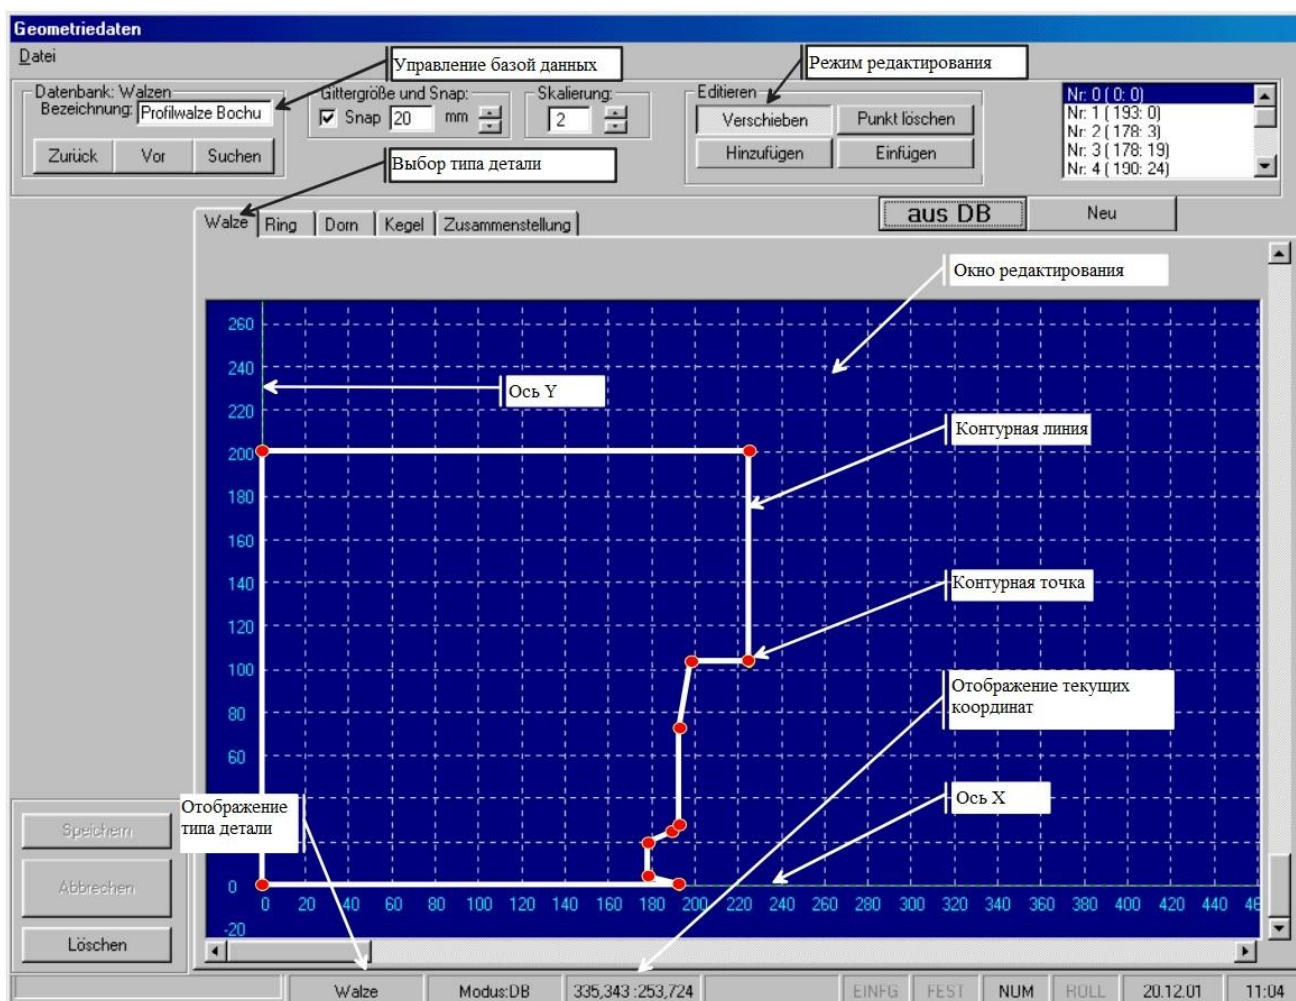 Geometriedaten
Datei
Управление базой данных
Режим редактирования
Datenbank: Walzen
Bezeichnung: Profilwalze Bochu
Zurück Vor Suchen
Gittergröße und Snap:
Snap 20 mm
Skalierung:
2
Editieren
Verschieben Punkt löschen
Hinzufügen Einfügen
Nr: 0 ( 0: 0)
Nr: 1 ( 193: 0)
Nr: 2 ( 178: 3)
Nr: 3 ( 178: 19)
Nr: 4 ( 190: 24)
Выбор типа детали
aus DB Neu
Walze Ring Dorn Kegel Zusammenstellung
Окно редактирования
260
240
Ось Y
220
Контурная линия
200
180
160
140
Контурная точка
120
100
Отображение текущих
координат
80
60
Ось X
Отображение
типа детали
Speichern
Abbrechen
Löschen
0
0 20 40 60 80 100 120 140 160 180 200 220 240 260 280 300 320 340 360 380 400 420 440 46
-20
Walze Modus:DB 335,343 :253,724 EINFG FEST NUM ROLL 20.12.01 11:04